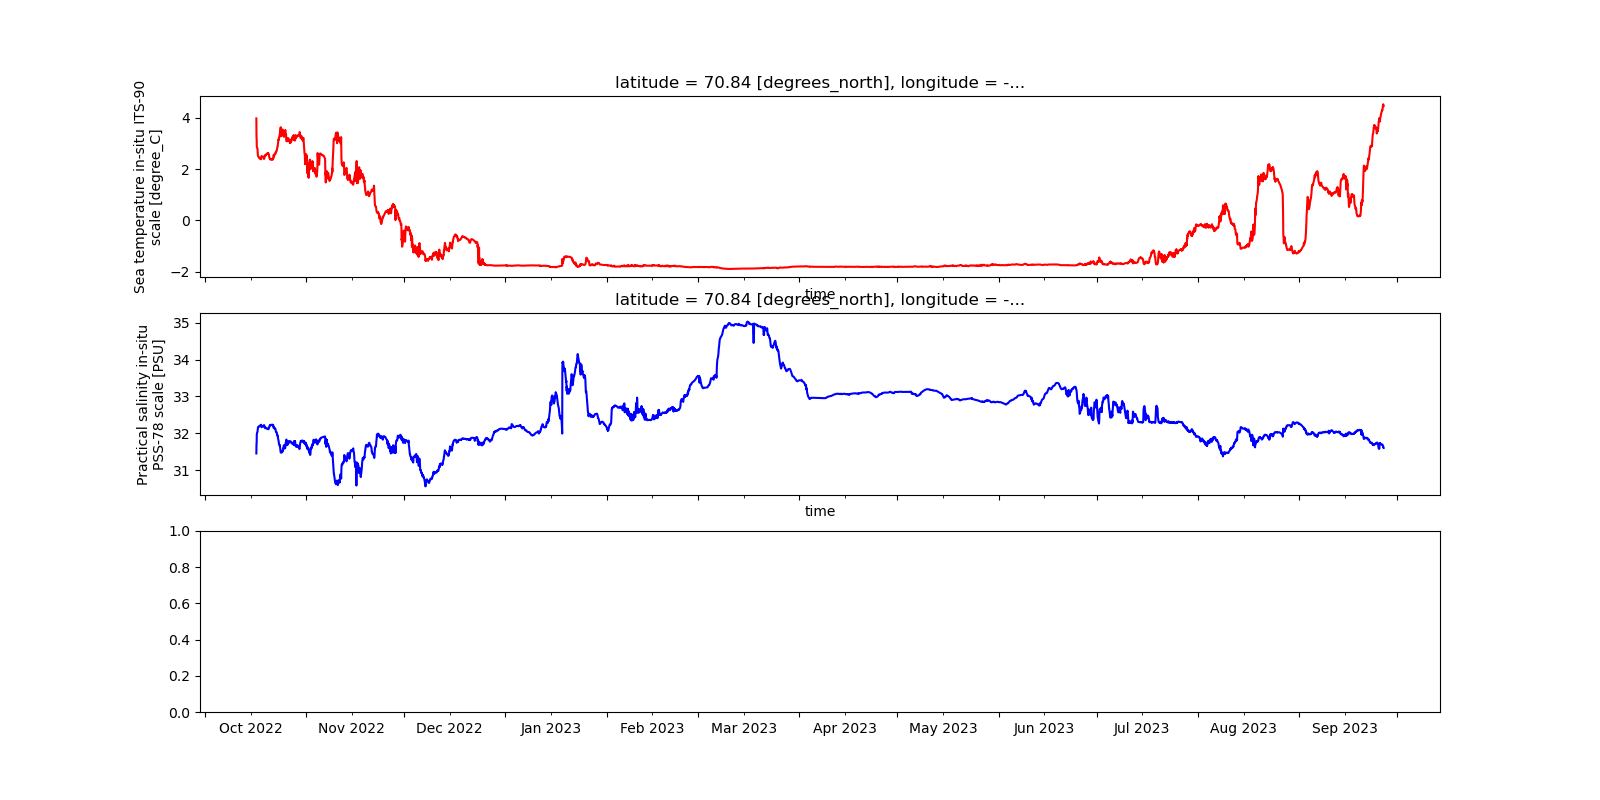 latitude = 70.84 [degrees_north], longitude = -...
Sea temperature in-situ ITS-90
scale [degree_C]
4
2
0
−2
time
latitude = 70.84 [degrees_north], longitude = -...
Practical salinity in-situ
PSS-78 scale [PSU]
35
34
33
32
31
time
1.0
0.8
0.6
0.4
0.2
0.0
Oct 2022 Nov 2022 Dec 2022 Jan 2023 Feb 2023 Mar 2023 Apr 2023 May 2023 Jun 2023 Jul 2023 Aug 2023 Sep 2023